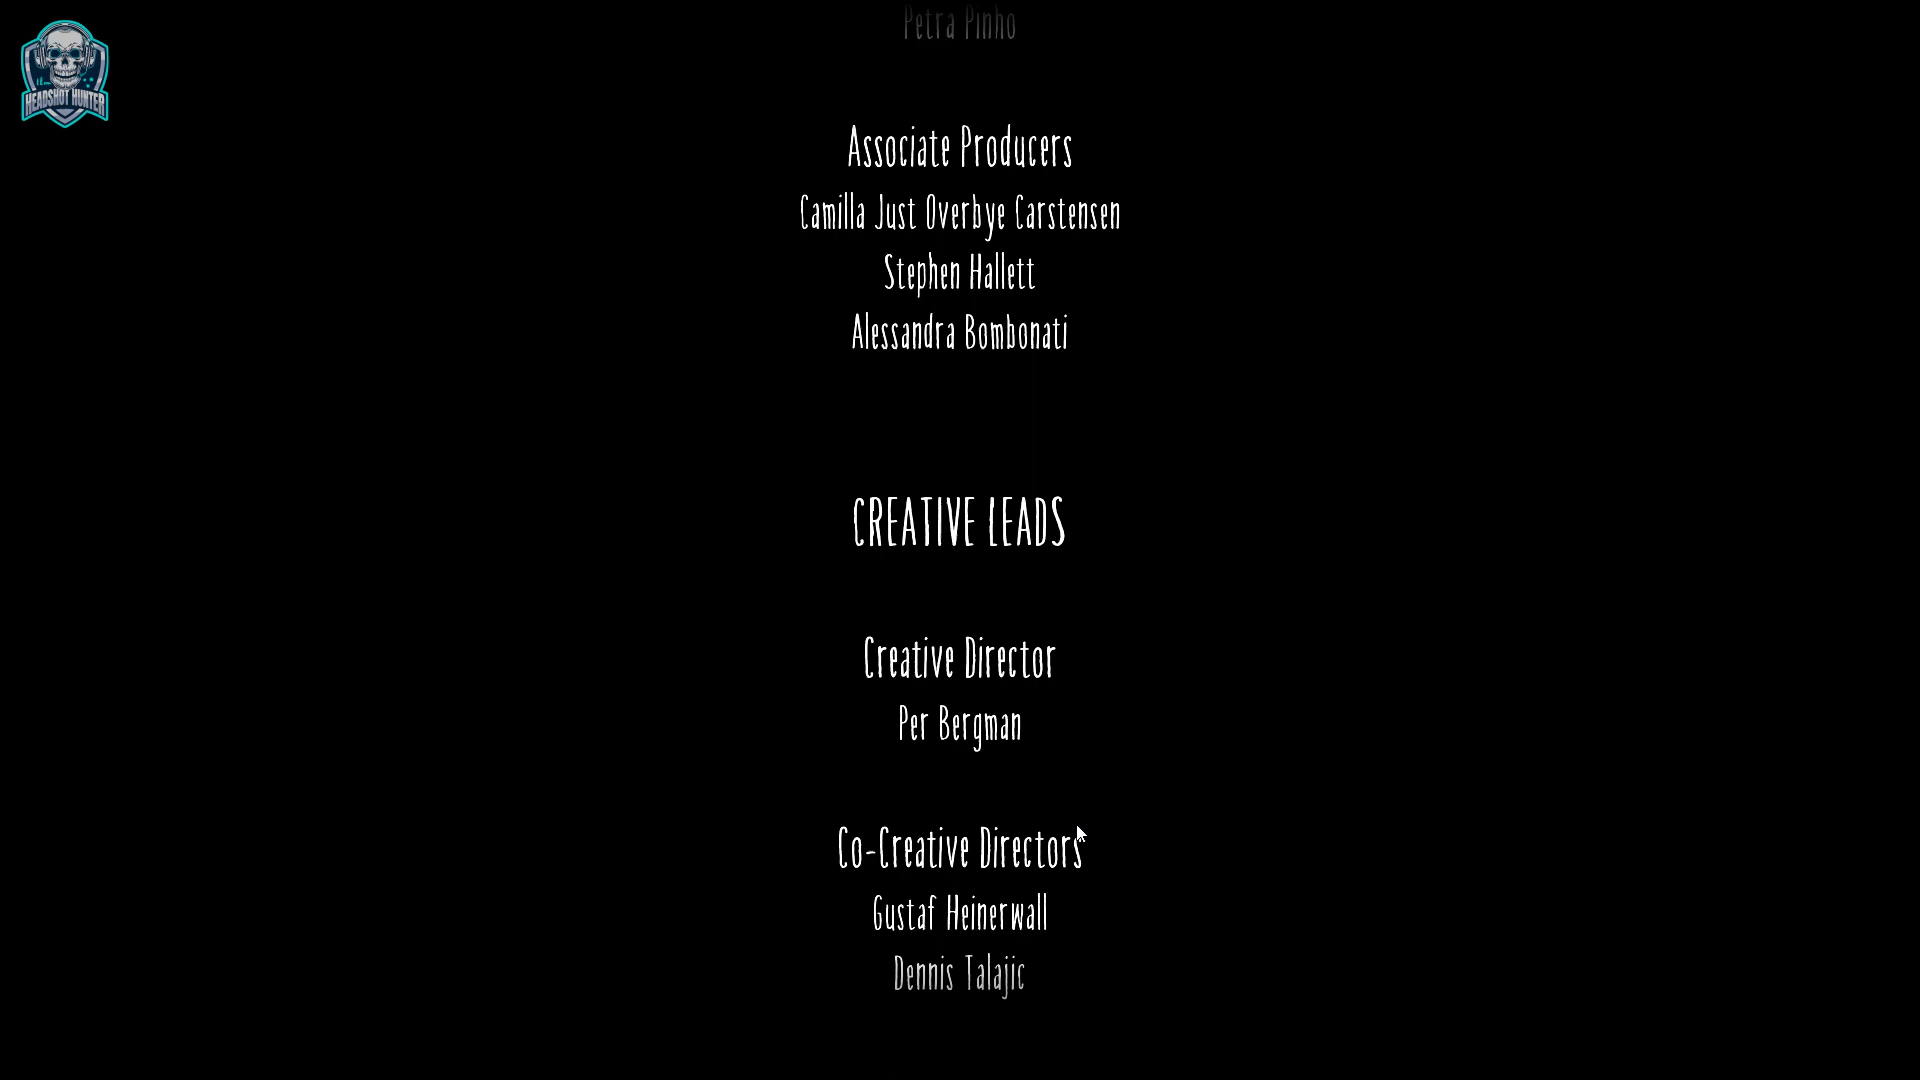 Petra Pinho
HEADSHOT HUNTER
Associate Producers
Camilla Just Overbye Carstensen
Stephen Hallett
Alessandra Bombonati
CREATIVE LEADS
Creative Director
Per Bergman
Co-Creative Directors
Gustaf Heinerwall
Dennis Talajic